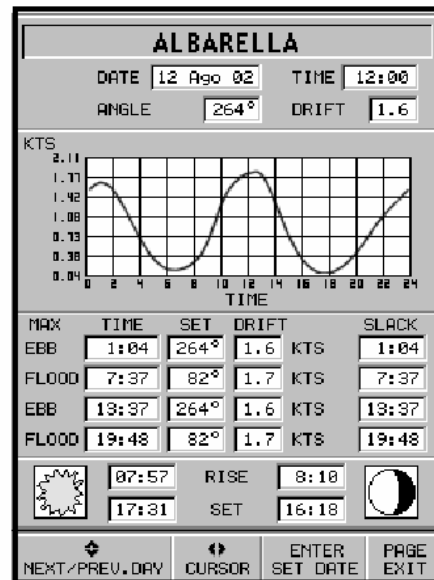 ALBARELLA
DATE 12 Ago 02 TIME 12:00
ANGLE 264° DRIFT 1.6
KTS
2.11
1.77
1.42
1.08
0.73
0.38
0.04
0 2 4 6 8 10 12 14 16 18 20 22 24
TIME
MAX TIME SET DRIFT SLACK
EBB 1:04 264° 1.6 KTS 1:04
FLOOD 7:37 82° 1.7 KTS 7:37
EBB 13:37 264° 1.6 KTS 13:37
FLOOD 19:48 82° 1.7 KTS 19:48
07:57 RISE 8:10
17:31 SET 16:18
NEXT/PREV.DAY CURSOR ENTER PAGE
SET DATE EXIT